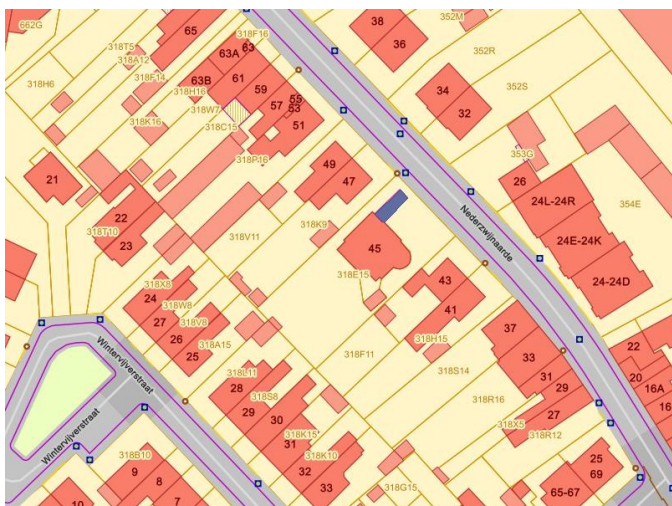 662G
65
318F16
38
36
352M
318T5
318A12
63A
63
352R
318H6
318F14
63B
61
318H16
59
352S
318W7
57
55
53
34
32
318K16
318C15
51
353G
318P16
49
47
26
21
24L-24R
354E
22
23
318T10
318V11
318K9
Nederzwijnaarde
24E-24K
45
318E15
24-24D
318X8
24
318W8
43
27
318V8
41
26
318A15
25
37
22
318H15
33
Wintervijverstraat
318F11
318L11
318S14
31
20
28
318S8
29
16A
29
30
318R16
16
27
318K15
31
318X5
Wintervijverstraat
318R12
318K10
318B10
32
25
9
8
69
33
318G15
65-67
10
7